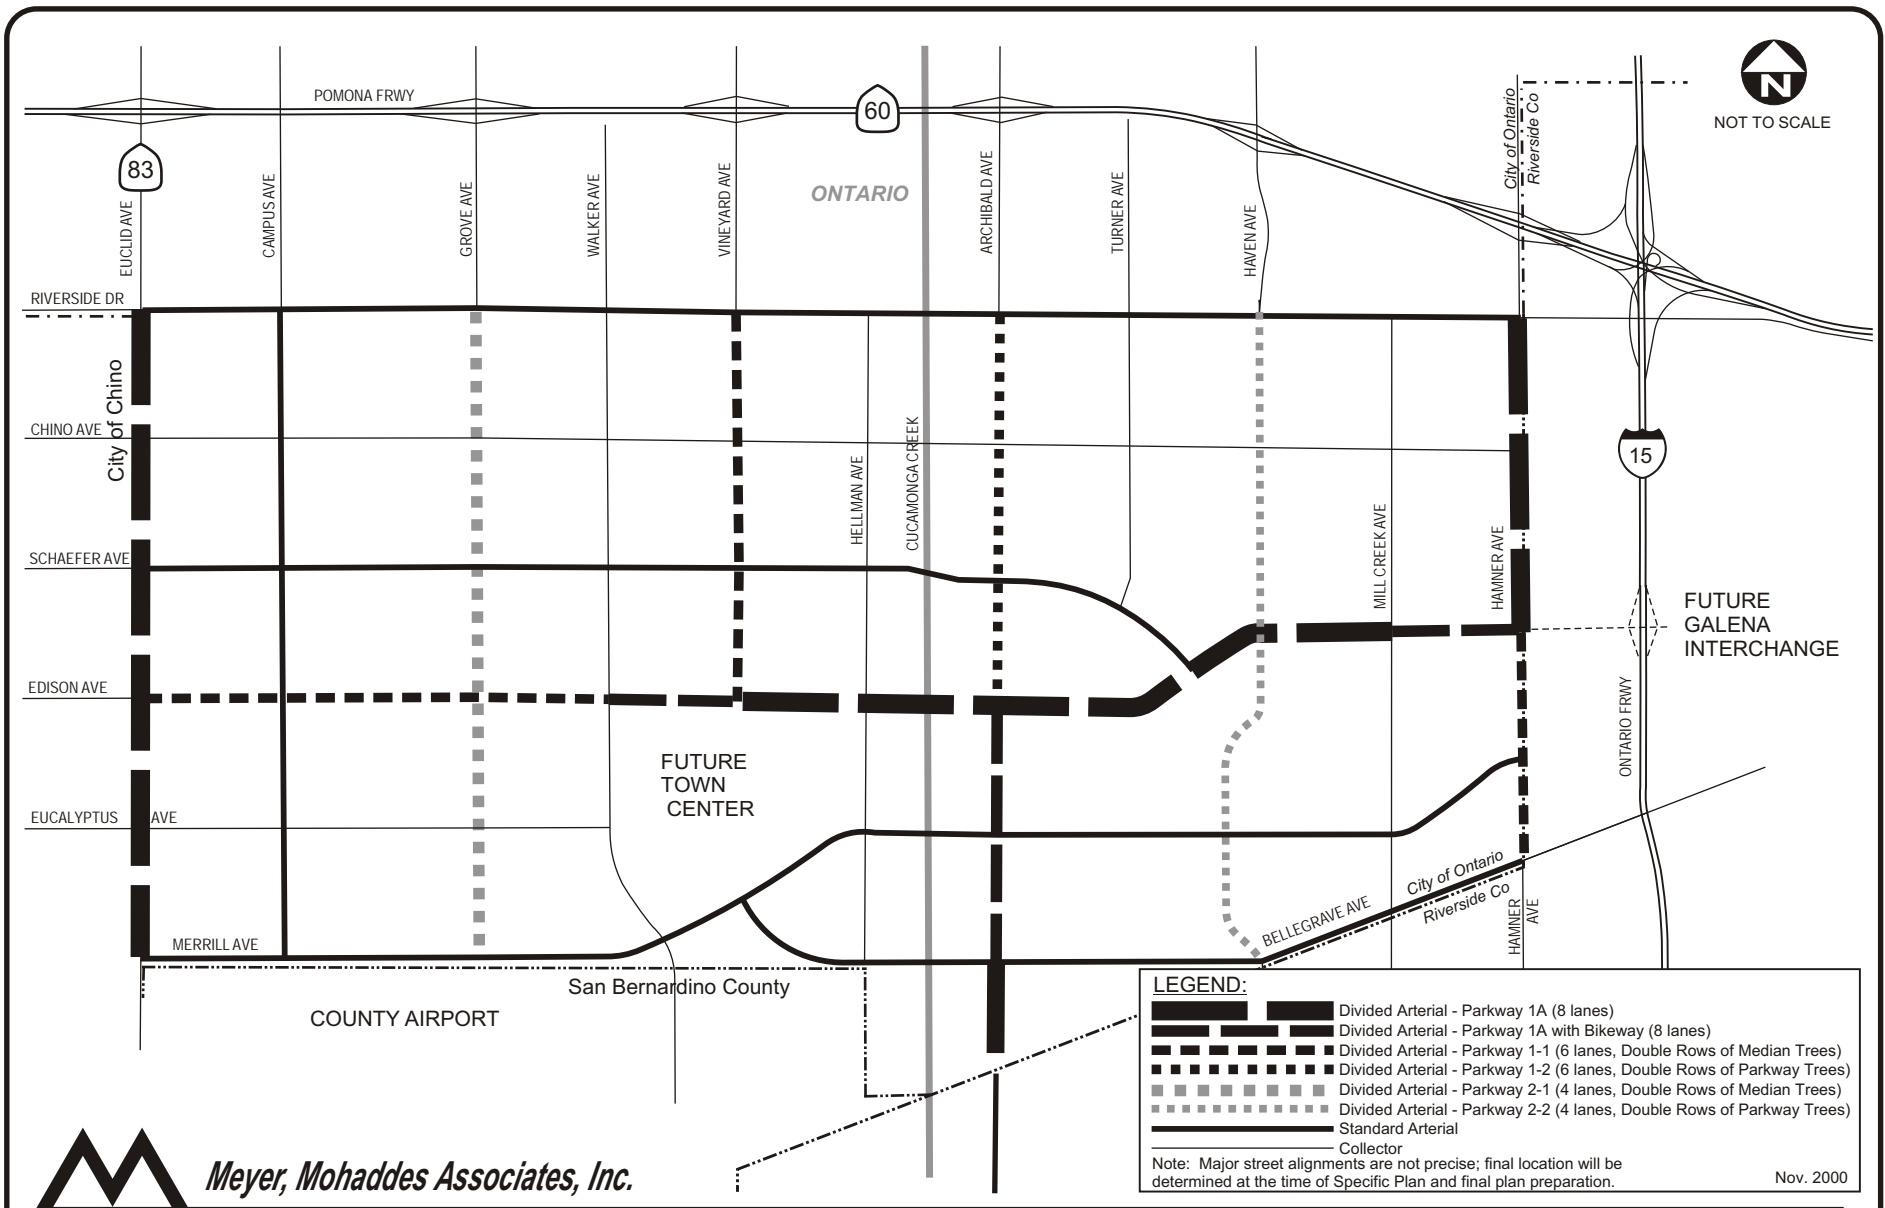 POMONA FRWY
60
N
NOT TO SCALE
83
ONTARIO
City of Ontario
Riverside Co
EUCLID AVE
CAMPUS AVE
GROVE AVE
WALKER AVE
VINEYARD AVE
ARCHIBALD AVE
TURNER AVE
HAVEN AVE
RIVERSIDE DR
City of Chino
CHINO AVE
15
HELLMAN AVE
CUCAMONGA CREEK
MILL CREEK AVE
HAMNER AVE
SCHAEFER AVE
FUTURE
GALENA
INTERCHANGE
EDISON AVE
ONTARIO FRWY
FUTURE
TOWN
CENTER
EUCALYPTUS AVE
City of Ontario
Riverside Co
BELLEGRAVE AVE
HAMNER
AVE
MERRILL AVE
San Bernardino County
COUNTY AIRPORT
LEGEND:
Divided Arterial - Parkway 1A (8 lanes)
Divided Arterial - Parkway 1A with Bikeway (8 lanes)
Divided Arterial - Parkway 1-1 (6 lanes, Double Rows of Median Trees)
Divided Arterial - Parkway 1-2 (6 lanes, Double Rows of Parkway Trees)
Divided Arterial - Parkway 2-1 (4 lanes, Double Rows of Median Trees)
Divided Arterial - Parkway 2-2 (4 lanes, Double Rows of Parkway Trees)
Standard Arterial
Collector
Note: Major street alignments are not precise; final location will be
determined at the time of Specific Plan and final plan preparation.
Nov. 2000
Meyer, Mohaddes Associates, Inc.